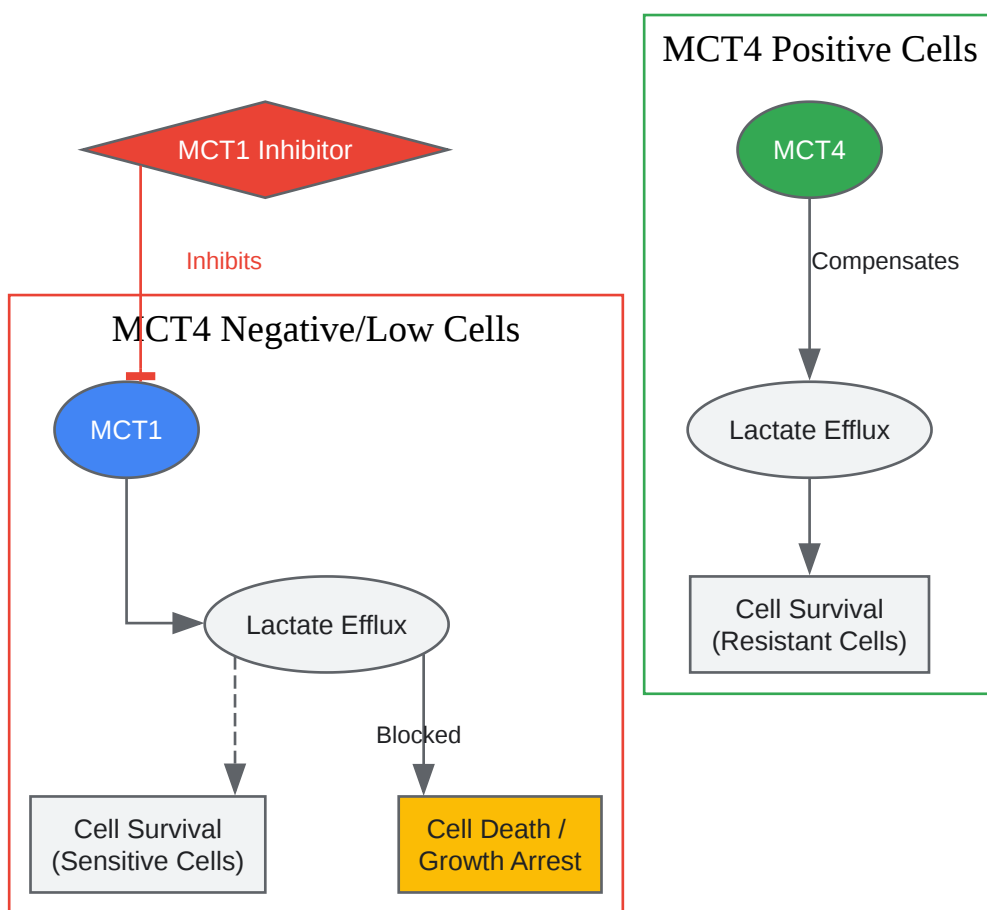 MCT4 Positive Cells
MCT1 Inhibitor
MCT4
Inhibits
Compensates
MCT4 Negative/Low Cells
MCT1
Lactate Efflux
Lactate Efflux
Cell Survival
(Resistant Cells)
Blocked
Cell Survival
(Sensitive Cells)
Cell Death /
Growth Arrest